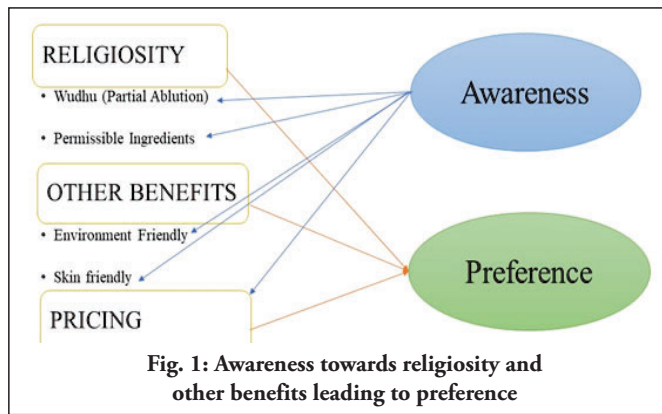 RELIGIOSITY
• Wudhu (Partial Ablution)
• Permissible Ingredients
OTHER BENEFITS
• Environment Friendly
• Skin friendly
PRICING
Awareness
Preference
Fig. 1: Awareness towards religiosity and
other benefits leading to preference